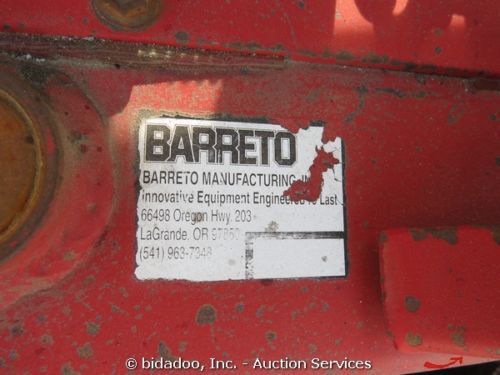 BARRETO
BARRETO MANUFACTURING, IN
Innovative Equipment Engineered to Last
66498 Oregon Hwy. 203
LaGrande, OR 97850
(541) 963-7348
© bidadoo, Inc. - Auction Services